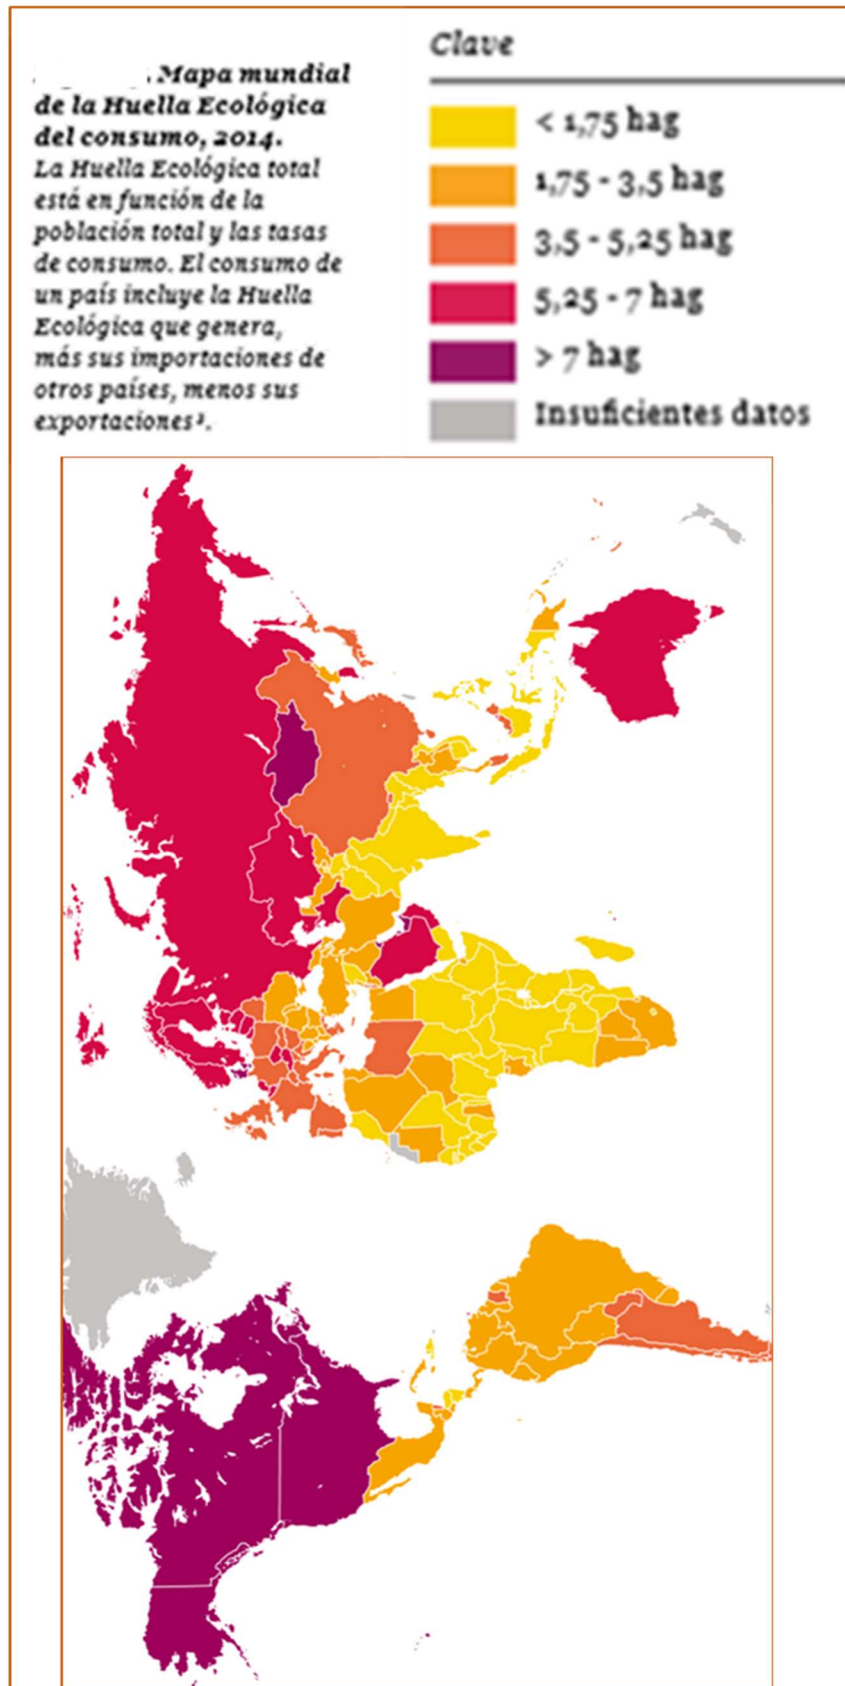 . Mapa mundial
de la Huella Ecológica
del consumo, 2014.
La Huella Ecológica total
está en función de la
población total y las tasas
de consumo. El consumo de
un país incluye la Huella
Ecológica que genera,
más sus importaciones de
otros países, menos sus
exportaciones³.
Clave
< 1,75 hag
1,75 - 3,5 hag
3,5 - 5,25 hag
5,25 - 7 hag
> 7 hag
Insuficientes datos